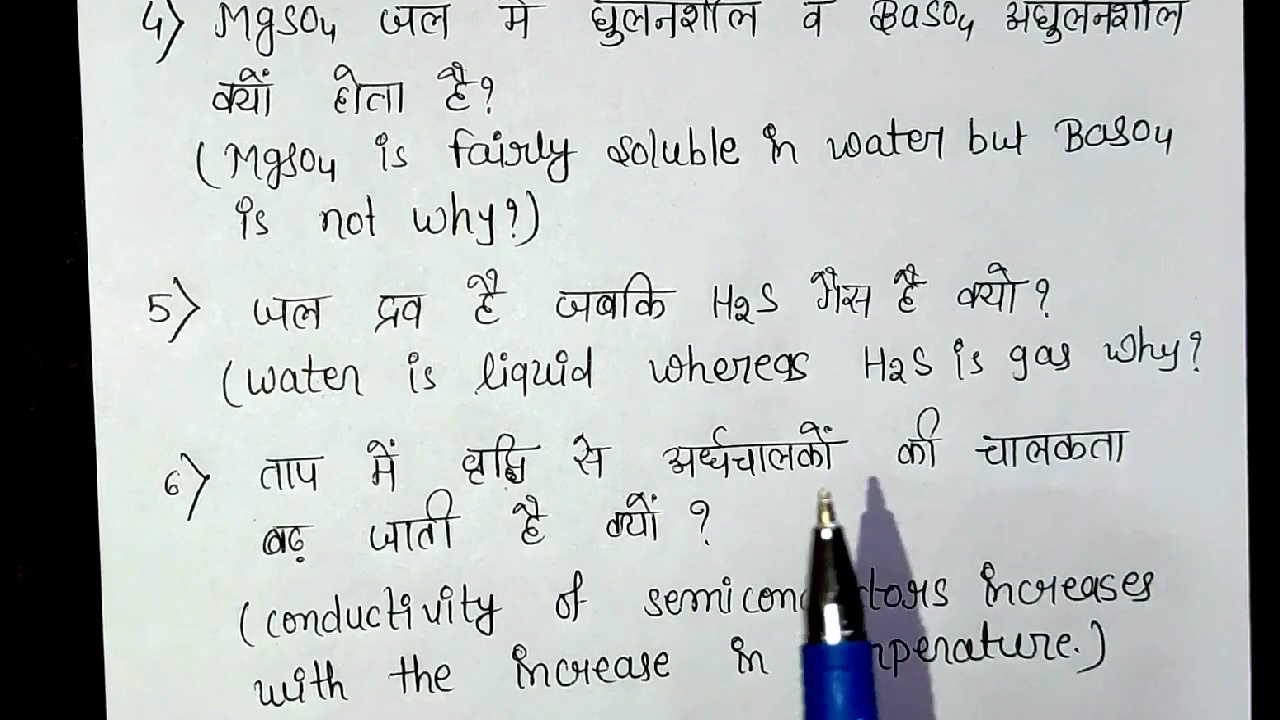 4) MgSO4 जल में घुलनशील व BaSO4 अघुलनशील
क्यों होता है?
(MgSO4 is fairly soluble in water but BaSO4
is not why?)
5) जल द्रव है जबकि H2S गैस है क्यो?
(water is liquid whereas H2S is gas why?
6) ताप में वृद्धि से अर्धचालकों की चालकता
बढ़ जाती है क्यों ?
(conductivity of semiconductors increases
with the increase in temperature.)